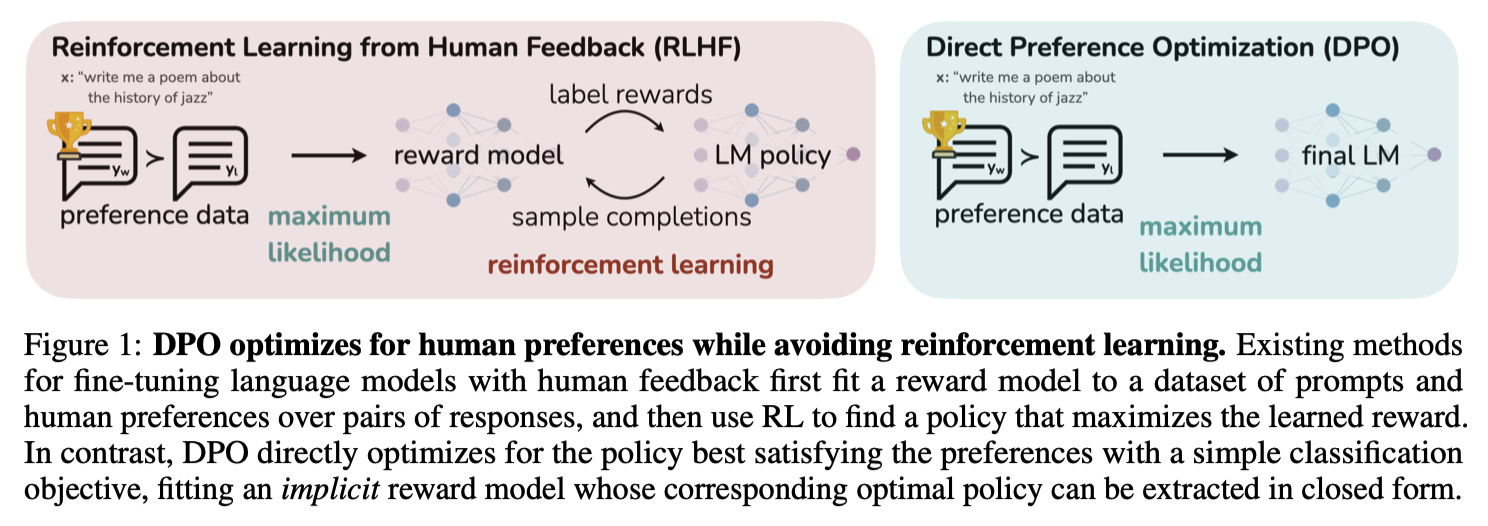 Reinforcement Learning from Human Feedback (RLHF)
x: "write me a poem about
the history of jazz"
yw
>
yl
preference data
maximum
likelihood
label rewards
reward model
LM policy
sample completions
reinforcement learning
Direct Preference Optimization (DPO)
x: "write me a poem about
the history of jazz"
yw
>
yl
preference data
maximum
likelihood
final LM
Figure 1: DPO optimizes for human preferences while avoiding reinforcement learning. Existing methods
for fine-tuning language models with human feedback first fit a reward model to a dataset of prompts and
human preferences over pairs of responses, and then use RL to find a policy that maximizes the learned reward.
In contrast, DPO directly optimizes for the policy best satisfying the preferences with a simple classification
objective, fitting an implicit reward model whose corresponding optimal policy can be extracted in closed form.